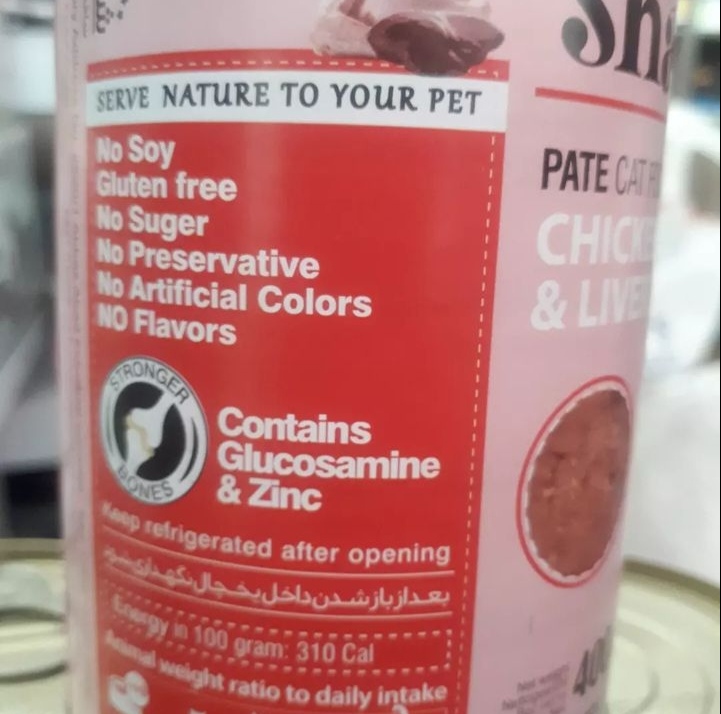 SERVE NATURE TO YOUR PET
No Soy
Gluten free
No Suger
No Preservative
No Artificial Colors
NO Flavors
STRONGER
BONES
Contains
Glucosamine
& Zinc
Keep refrigerated after opening
بعد از باز شدن داخل یخچال نگهداری شود
Energy in 100 gram: 310 Cal
Animal weight ratio to daily intake
PATE CAT
& LIVE